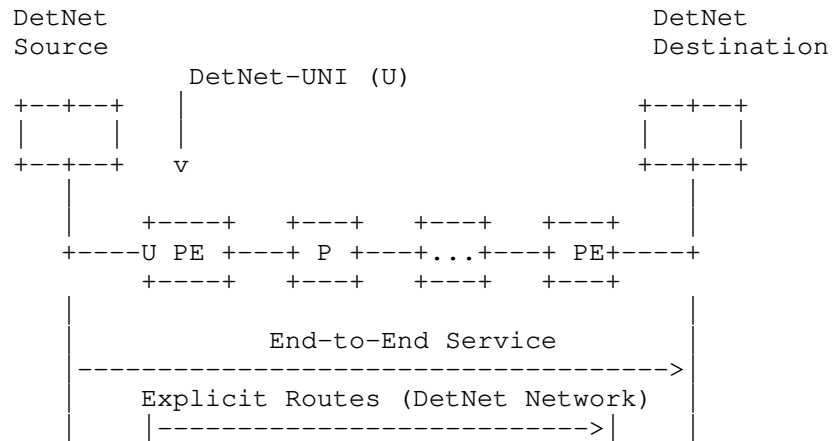 DetNet DetNet
Source Destination
DetNet-UNI (U)
+--+--+ | +--+--+
| | | | |
+--+--+ v +--+--+
| |
| +----+ +---+ +---+ +---+ |
+----U PE +---+ P +---+...+---+ PE+----+
+----+ +---+ +---+ +---+
| |
| End-to-End Service |
|------------------------------------->|
| Explicit Routes (DetNet Network) |
| |--------------------------->| |